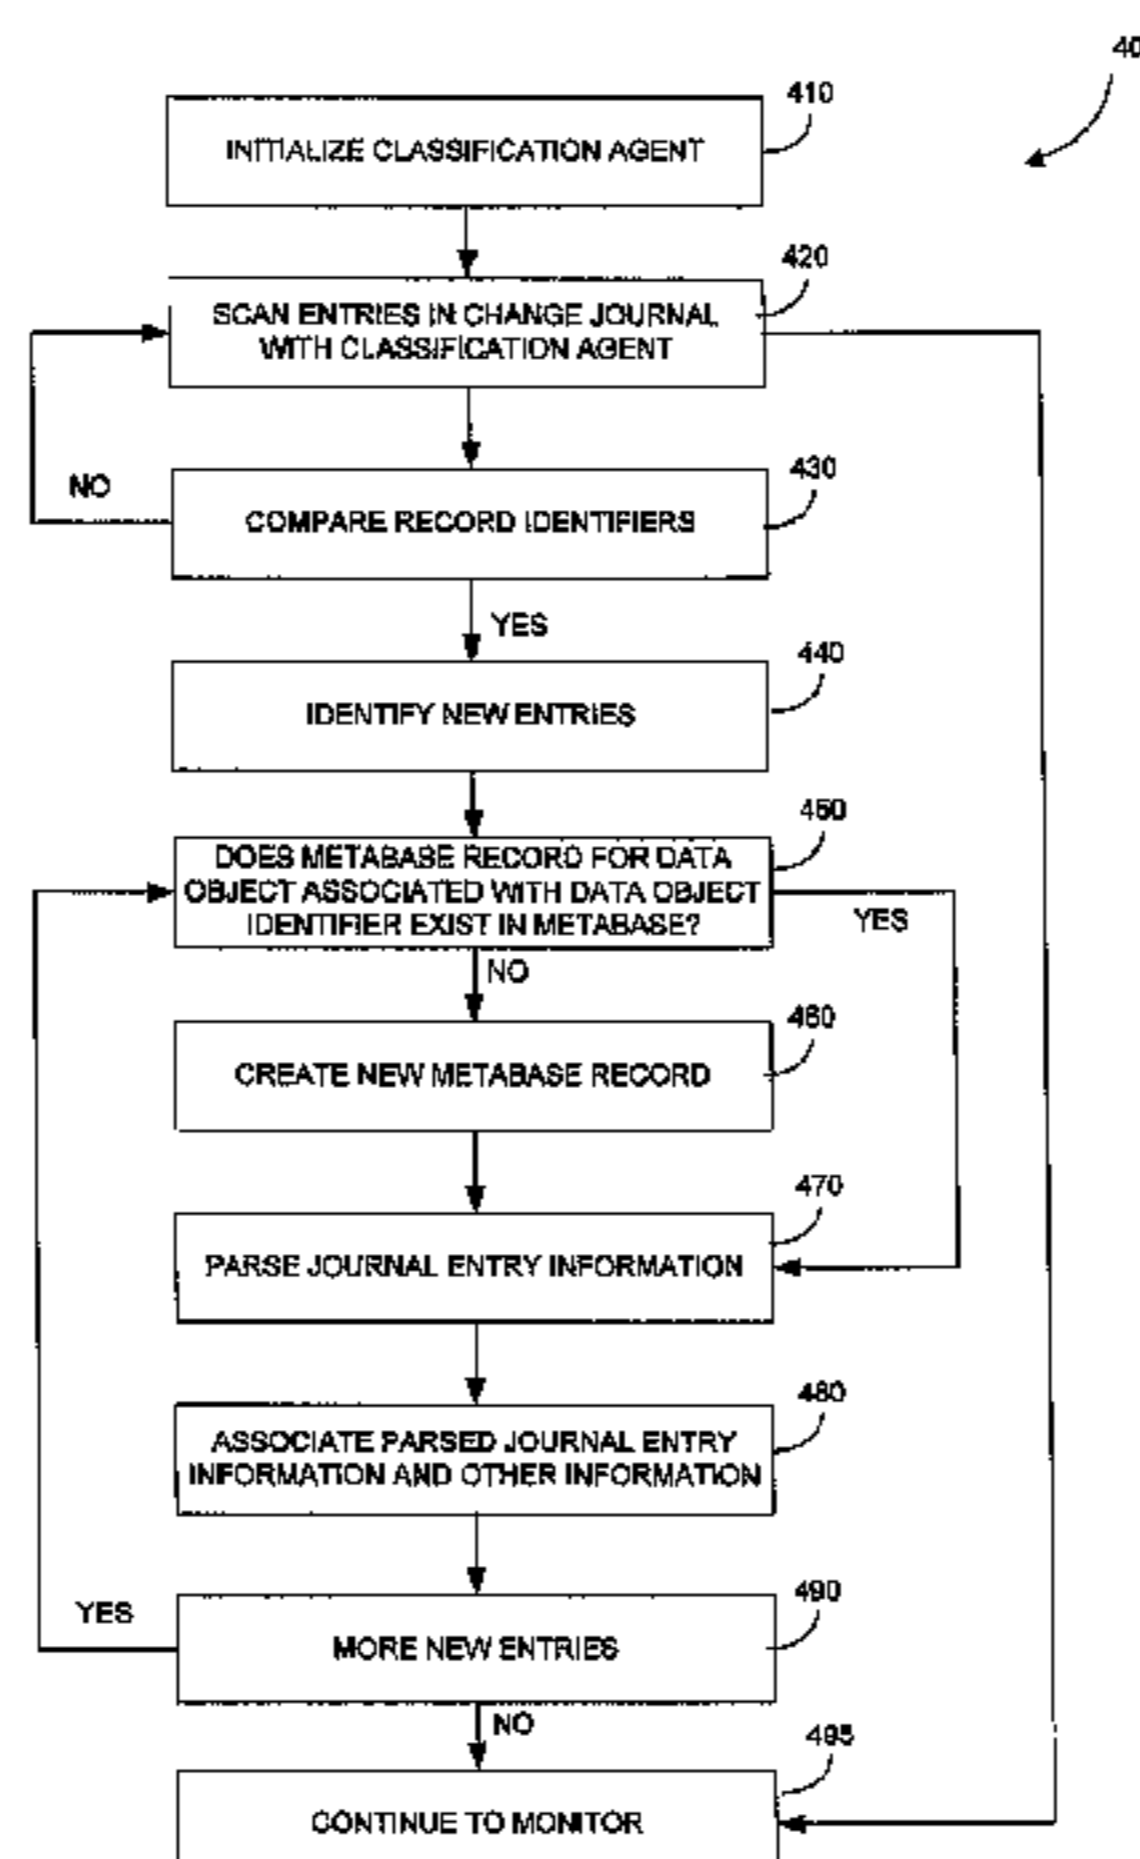 40
410
INITIALIZE CLASSIFICATION AGENT
420
SCAN ENTRIES IN CHANGE JOURNAL
WITH CLASSIFICATION AGENT
NO
430
COMPARE RECORD IDENTIFIERS
YES
440
IDENTIFY NEW ENTRIES
450
DOES METABASE RECORD FOR DATA
OBJECT ASSOCIATED WITH DATA OBJECT
IDENTIFIER EXIST IN METABASE?
YES
NO
460
CREATE NEW METABASE RECORD
470
PARSE JOURNAL ENTRY INFORMATION
480
ASSOCIATE PARSED JOURNAL ENTRY
INFORMATION AND OTHER INFORMATION
490
YES
MORE NEW ENTRIES
NO
495
CONTINUE TO MONITOR